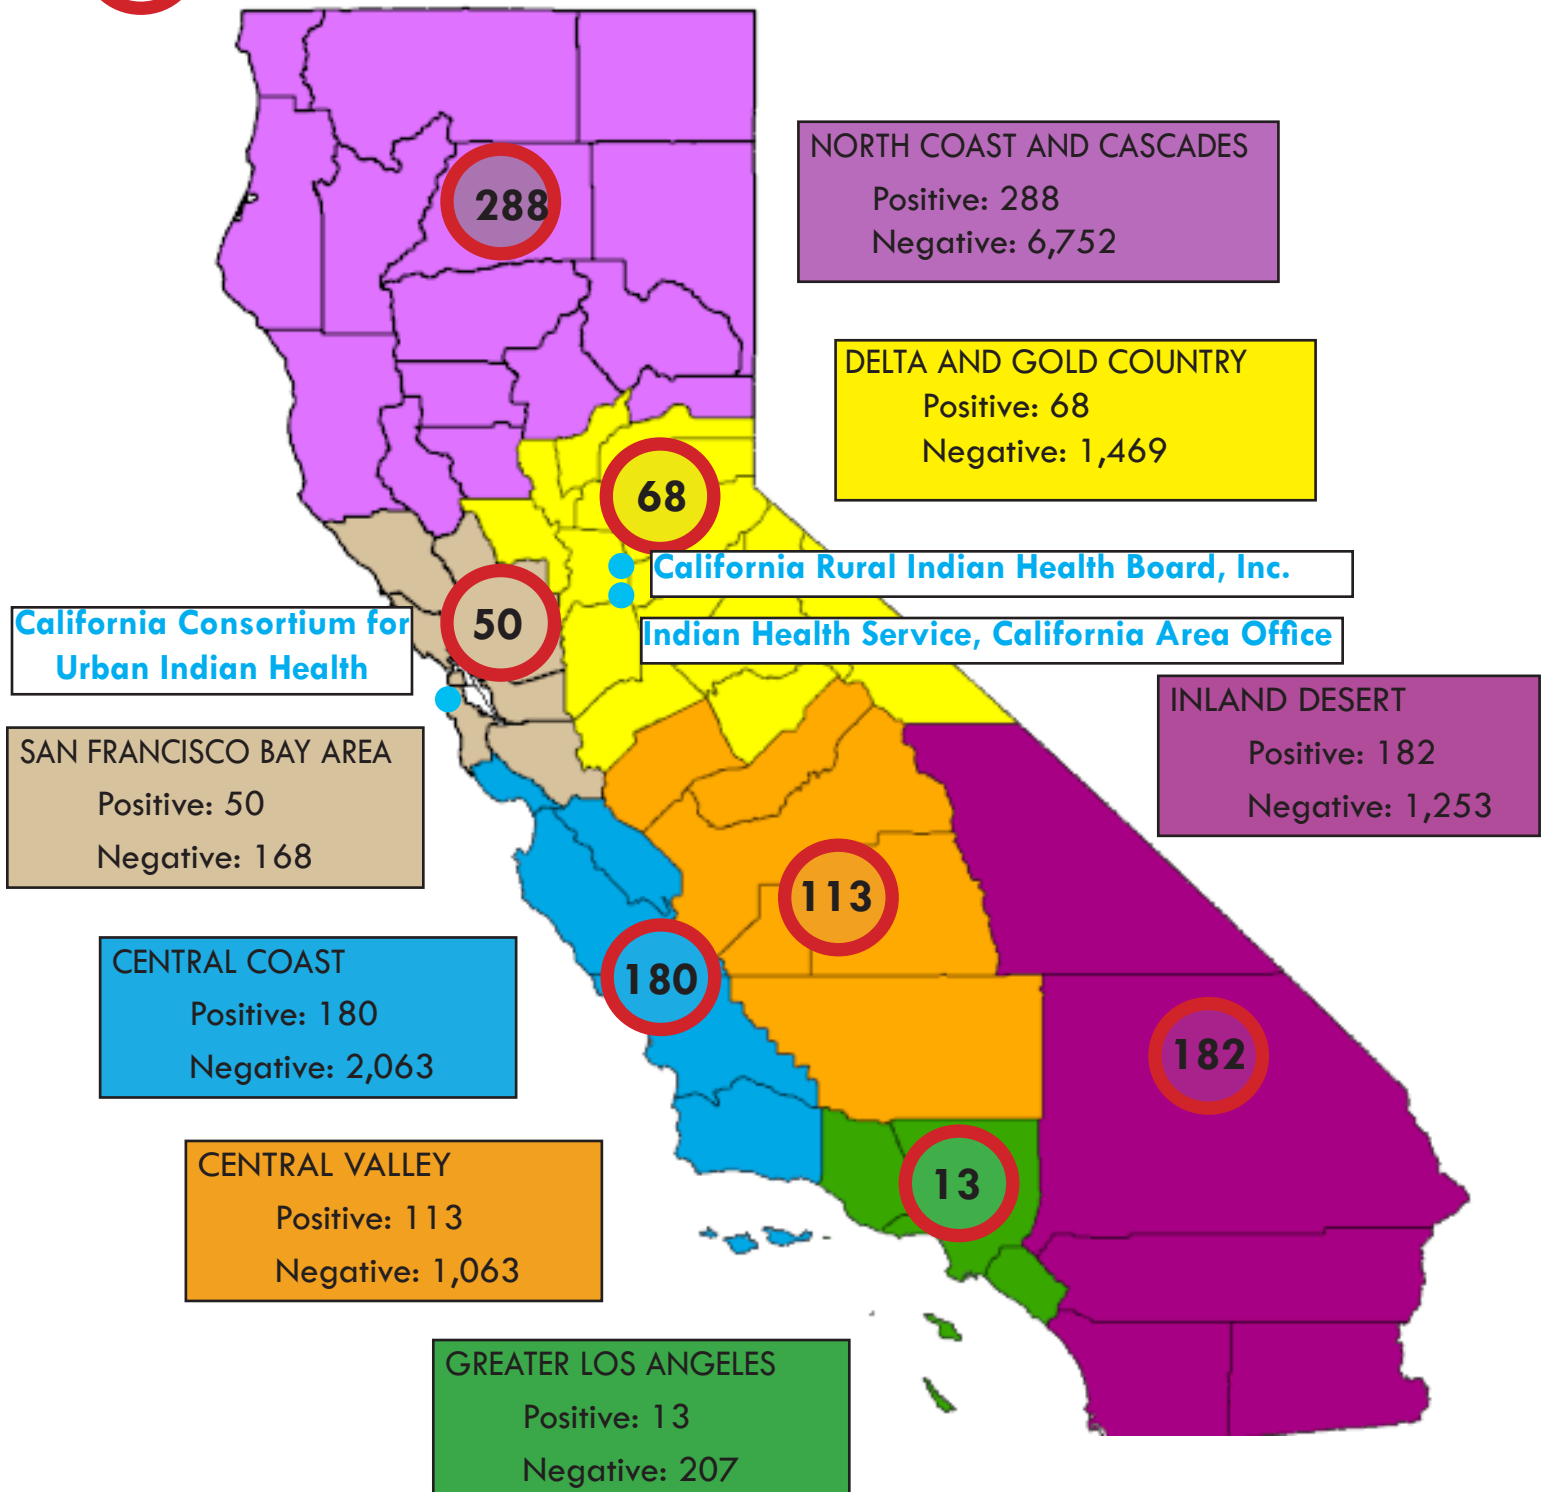 NORTH COAST AND CASCADES
Positive: 288
Negative: 6,752
288
DELTA AND GOLD COUNTRY
Positive: 68
Negative: 1,469
68
California Rural Indian Health Board, Inc.
California Consortium for
Urban Indian Health
50
Indian Health Service, California Area Office
INLAND DESERT
Positive: 182
Negative: 1,253
SAN FRANCISCO BAY AREA
Positive: 50
Negative: 168
113
CENTRAL COAST
Positive: 180
Negative: 2,063
180
182
CENTRAL VALLEY
Positive: 113
Negative: 1,063
13
GREATER LOS ANGELES
Positive: 13
Negative: 207